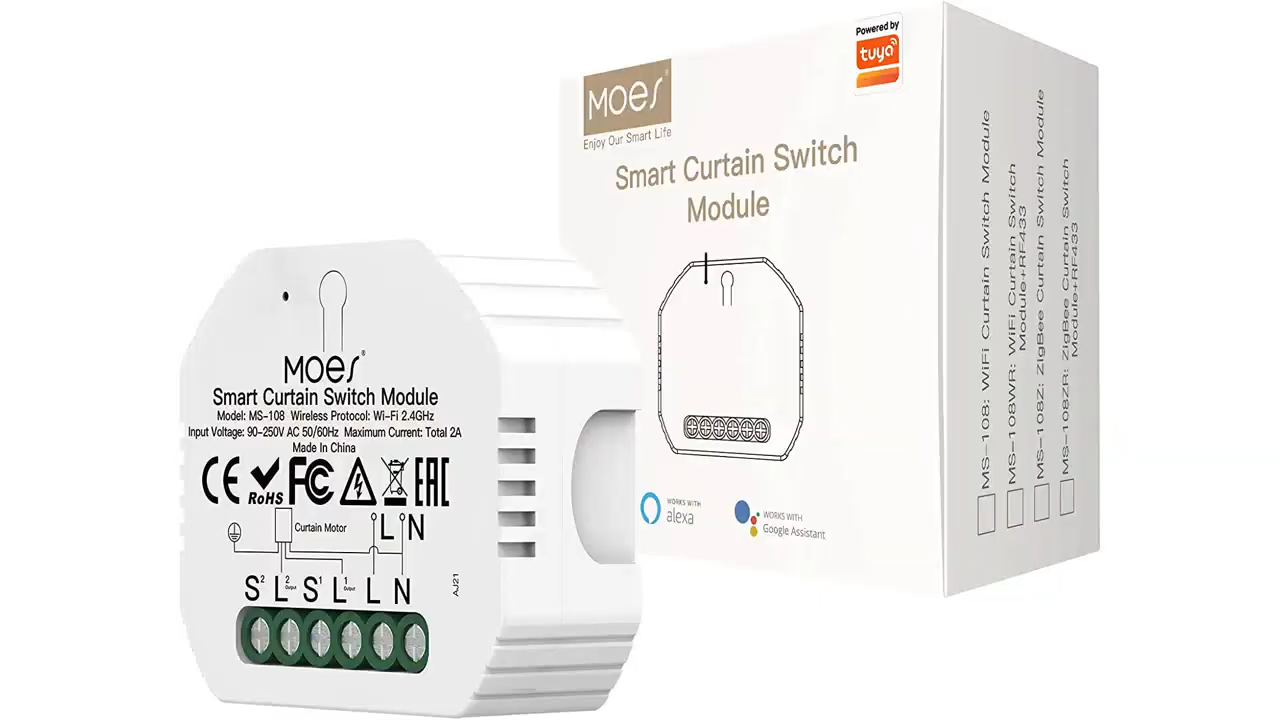 MOES®
Smart Curtain Switch Module
Model: MS-108 Wireless Protocol: Wi-Fi 2.4GHz
Input Voltage: 90-250V AC 50/60Hz Maximum Current: Total 2A
Made In China
CE RoHS FC EAC
Curtain Motor L N
S² L² Output S¹ L¹ Output L N
AJ21
MOES®
Enjoy Our Smart Life
Powered by
tuya
Smart Curtain Switch
Module
WORKS WITH
alexa
WORKS WITH
Google Assistant
MS-108: WiFi Curtain Switch Module
MS-108WR: WiFi Curtain Switch
Module+RF433
MS-108Z: ZigBee Curtain Switch Module
MS-108ZR: ZigBee Curtain Switch
Module+RF433